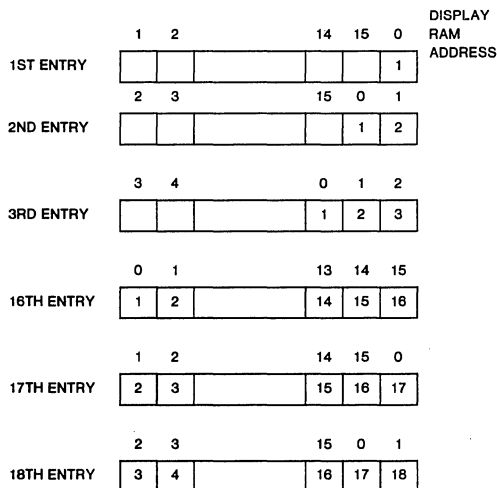 DISPLAY
RAM
ADDRESS
1 2 14 15 0
1ST ENTRY 1
2 3 15 0 1
2ND ENTRY 1 2
3 4 0 1 2
3RD ENTRY 1 2 3
0 1 13 14 15
16TH ENTRY 1 2 14 15 16
1 2 14 15 0
17TH ENTRY 2 3 15 16 17
2 3 15 0 1
18TH ENTRY 3 4 16 17 18